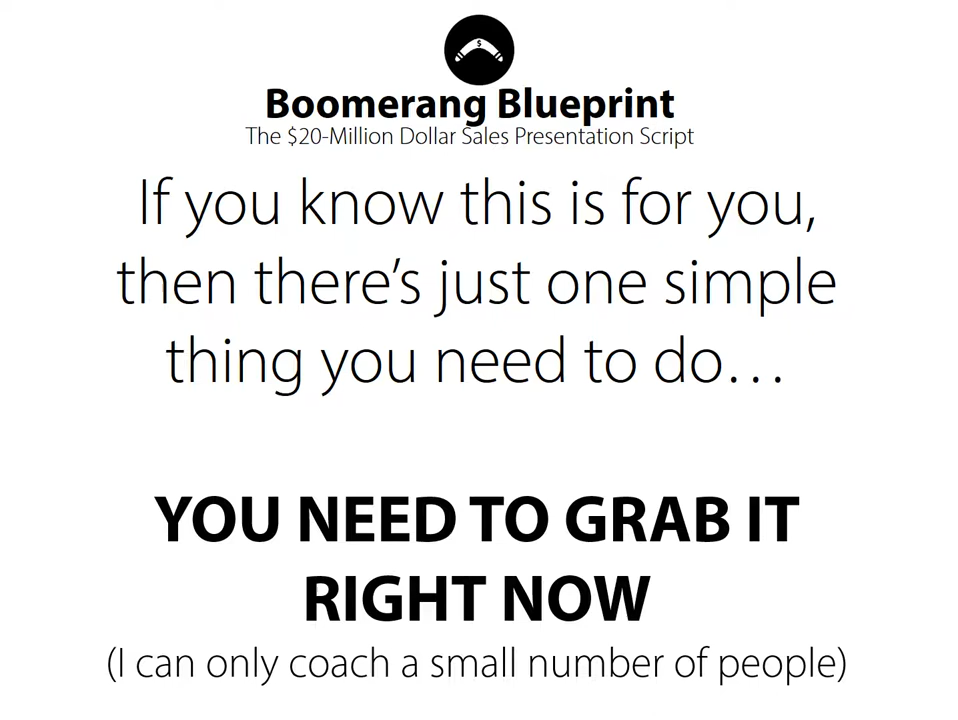 $
Boomerang Blueprint
The $20-Million Dollar Sales Presentation Script
If you know this is for you,
then there’s just one simple
thing you need to do…
YOU NEED TO GRAB IT
RIGHT NOW
(I can only coach a small number of people)